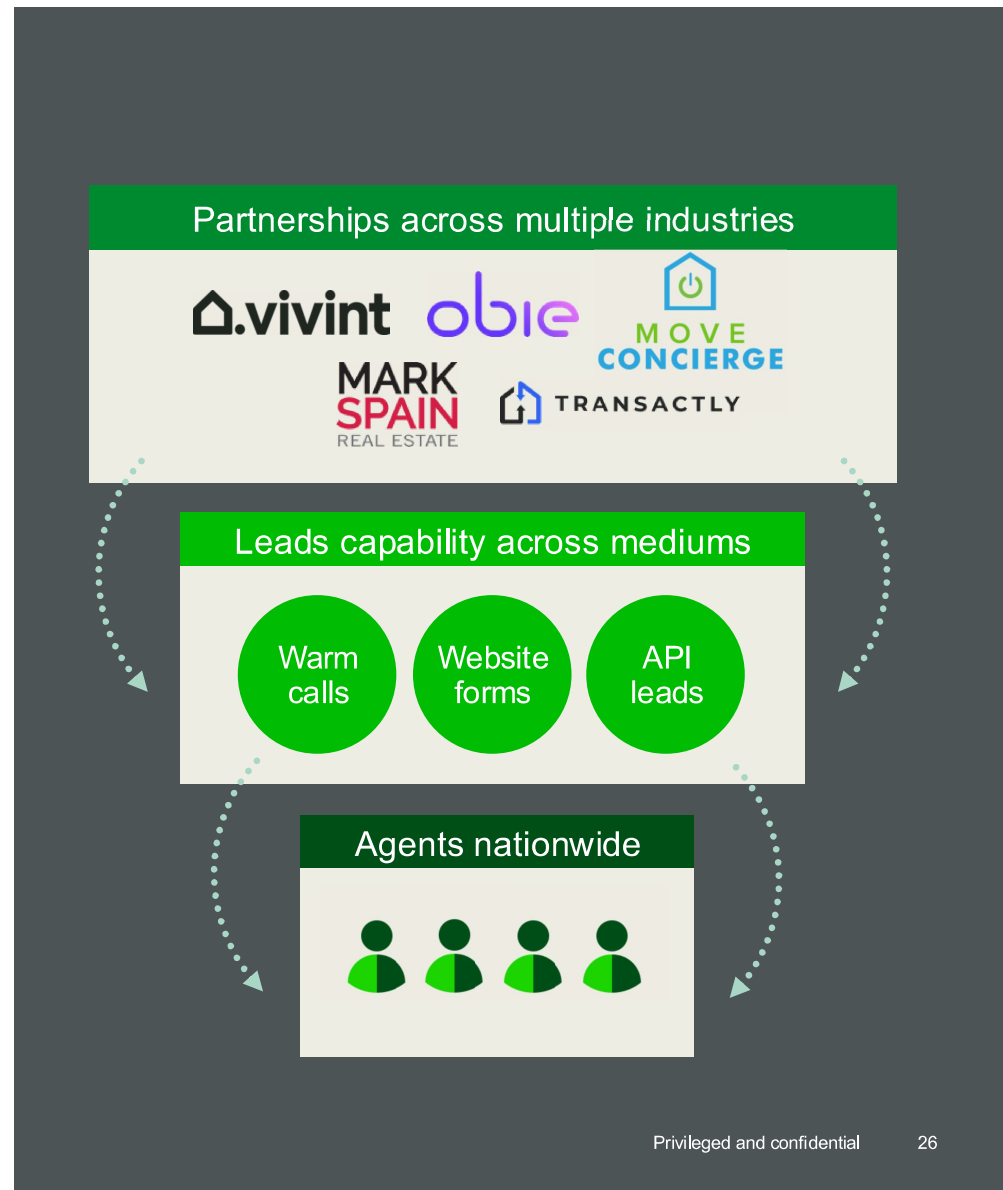 Partnerships across multiple industries
.vivint
obie
MOVE
CONCIERGE
MARK
SPAIN
REAL ESTATE
TRANSACTLY
Leads capability across mediums
Warm
calls
Website
forms
API
leads
Agents nationwide
Privileged and confidential 26